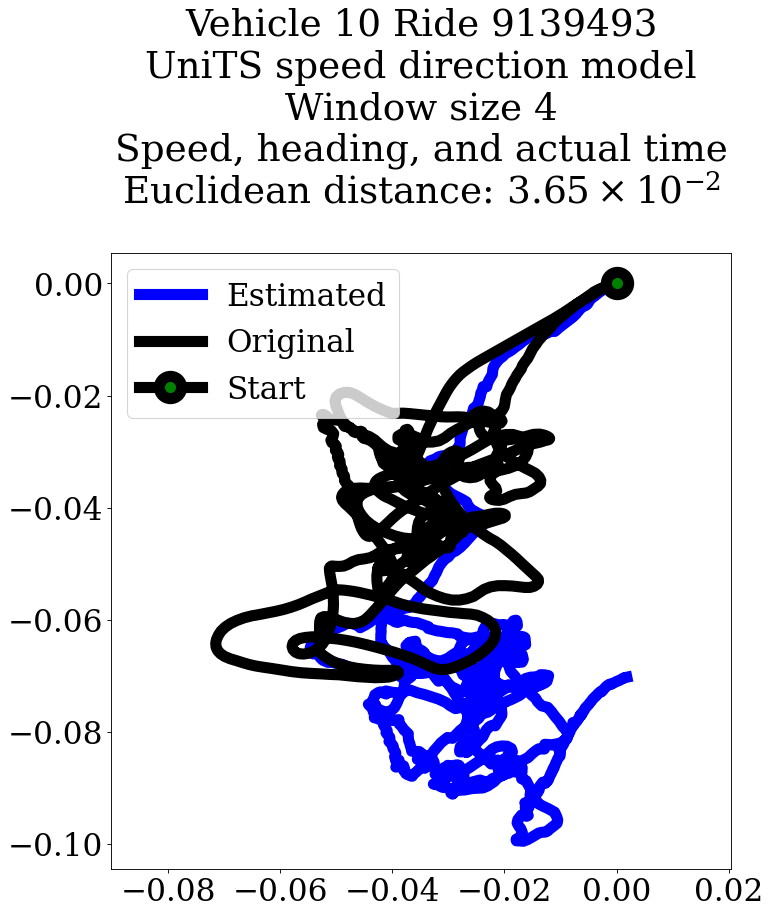 Vehicle 10 Ride 9139493
UniTS speed direction model
Window size 4
Speed, heading, and actual time
Euclidean distance: 3.65 × 10⁻²
Estimated
Original
Start
0.00
−0.02
−0.04
−0.06
−0.08
−0.10
−0.08 −0.06 −0.04 −0.02 0.00 0.02